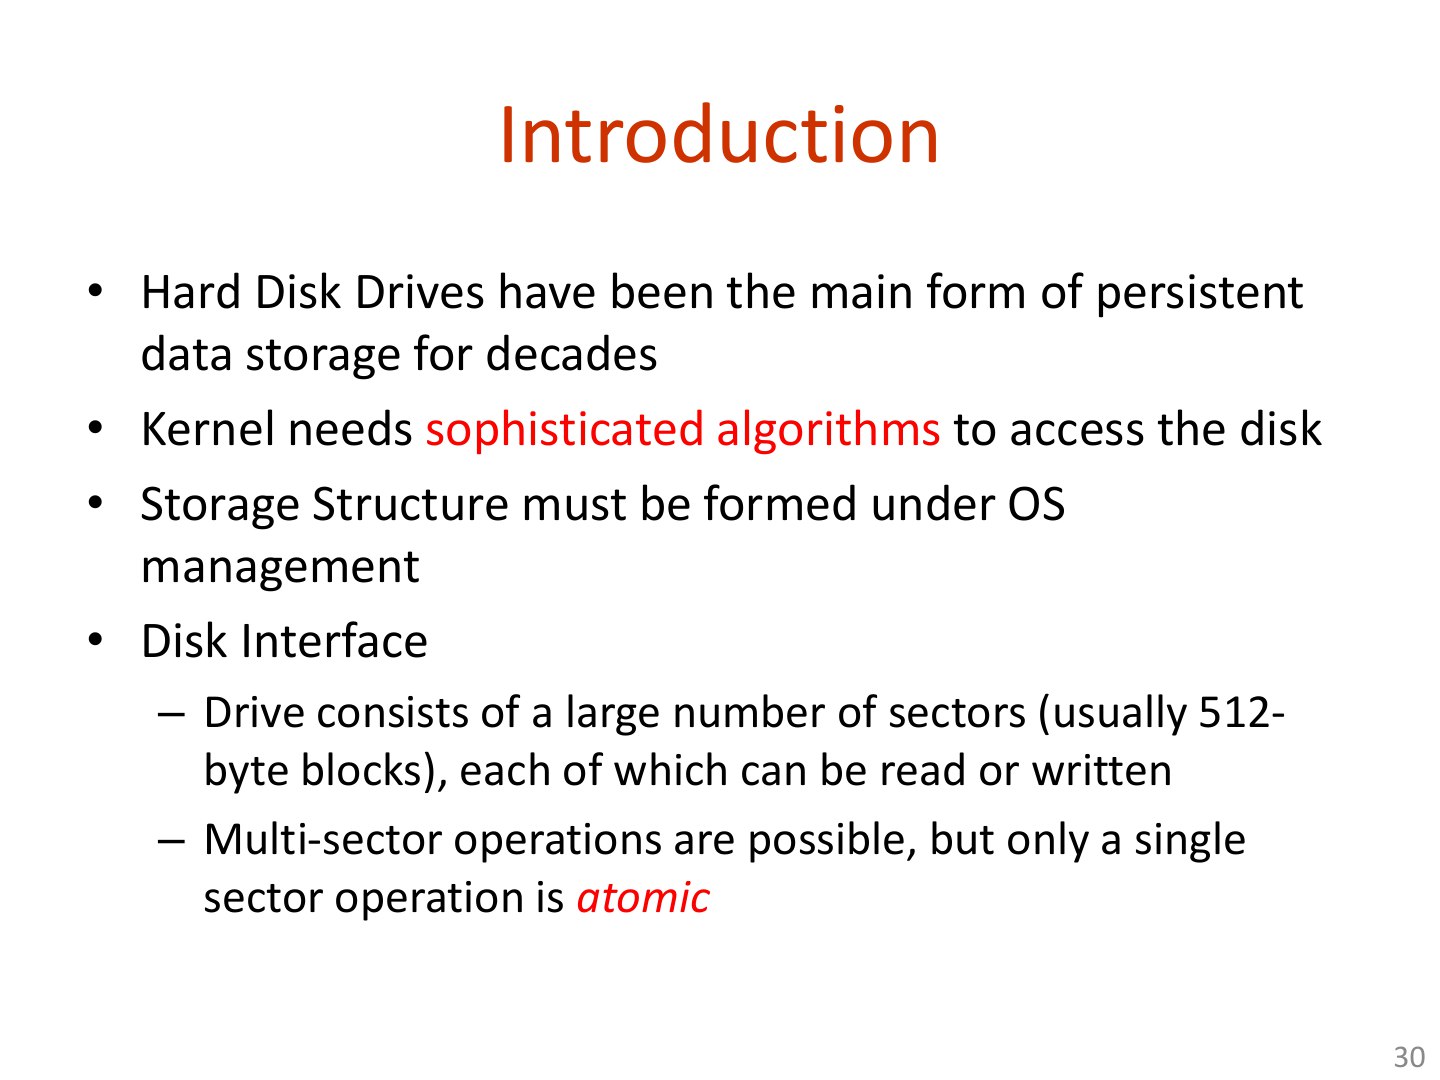 Introduction
• Hard Disk Drives have been the main form of persistent
data storage for decades
• Kernel needs sophisticated algorithms to access the disk
• Storage Structure must be formed under OS
management
• Disk Interface
– Drive consists of a large number of sectors (usually 512-
byte blocks), each of which can be read or written
– Multi-sector operations are possible, but only a single
sector operation is atomic
30